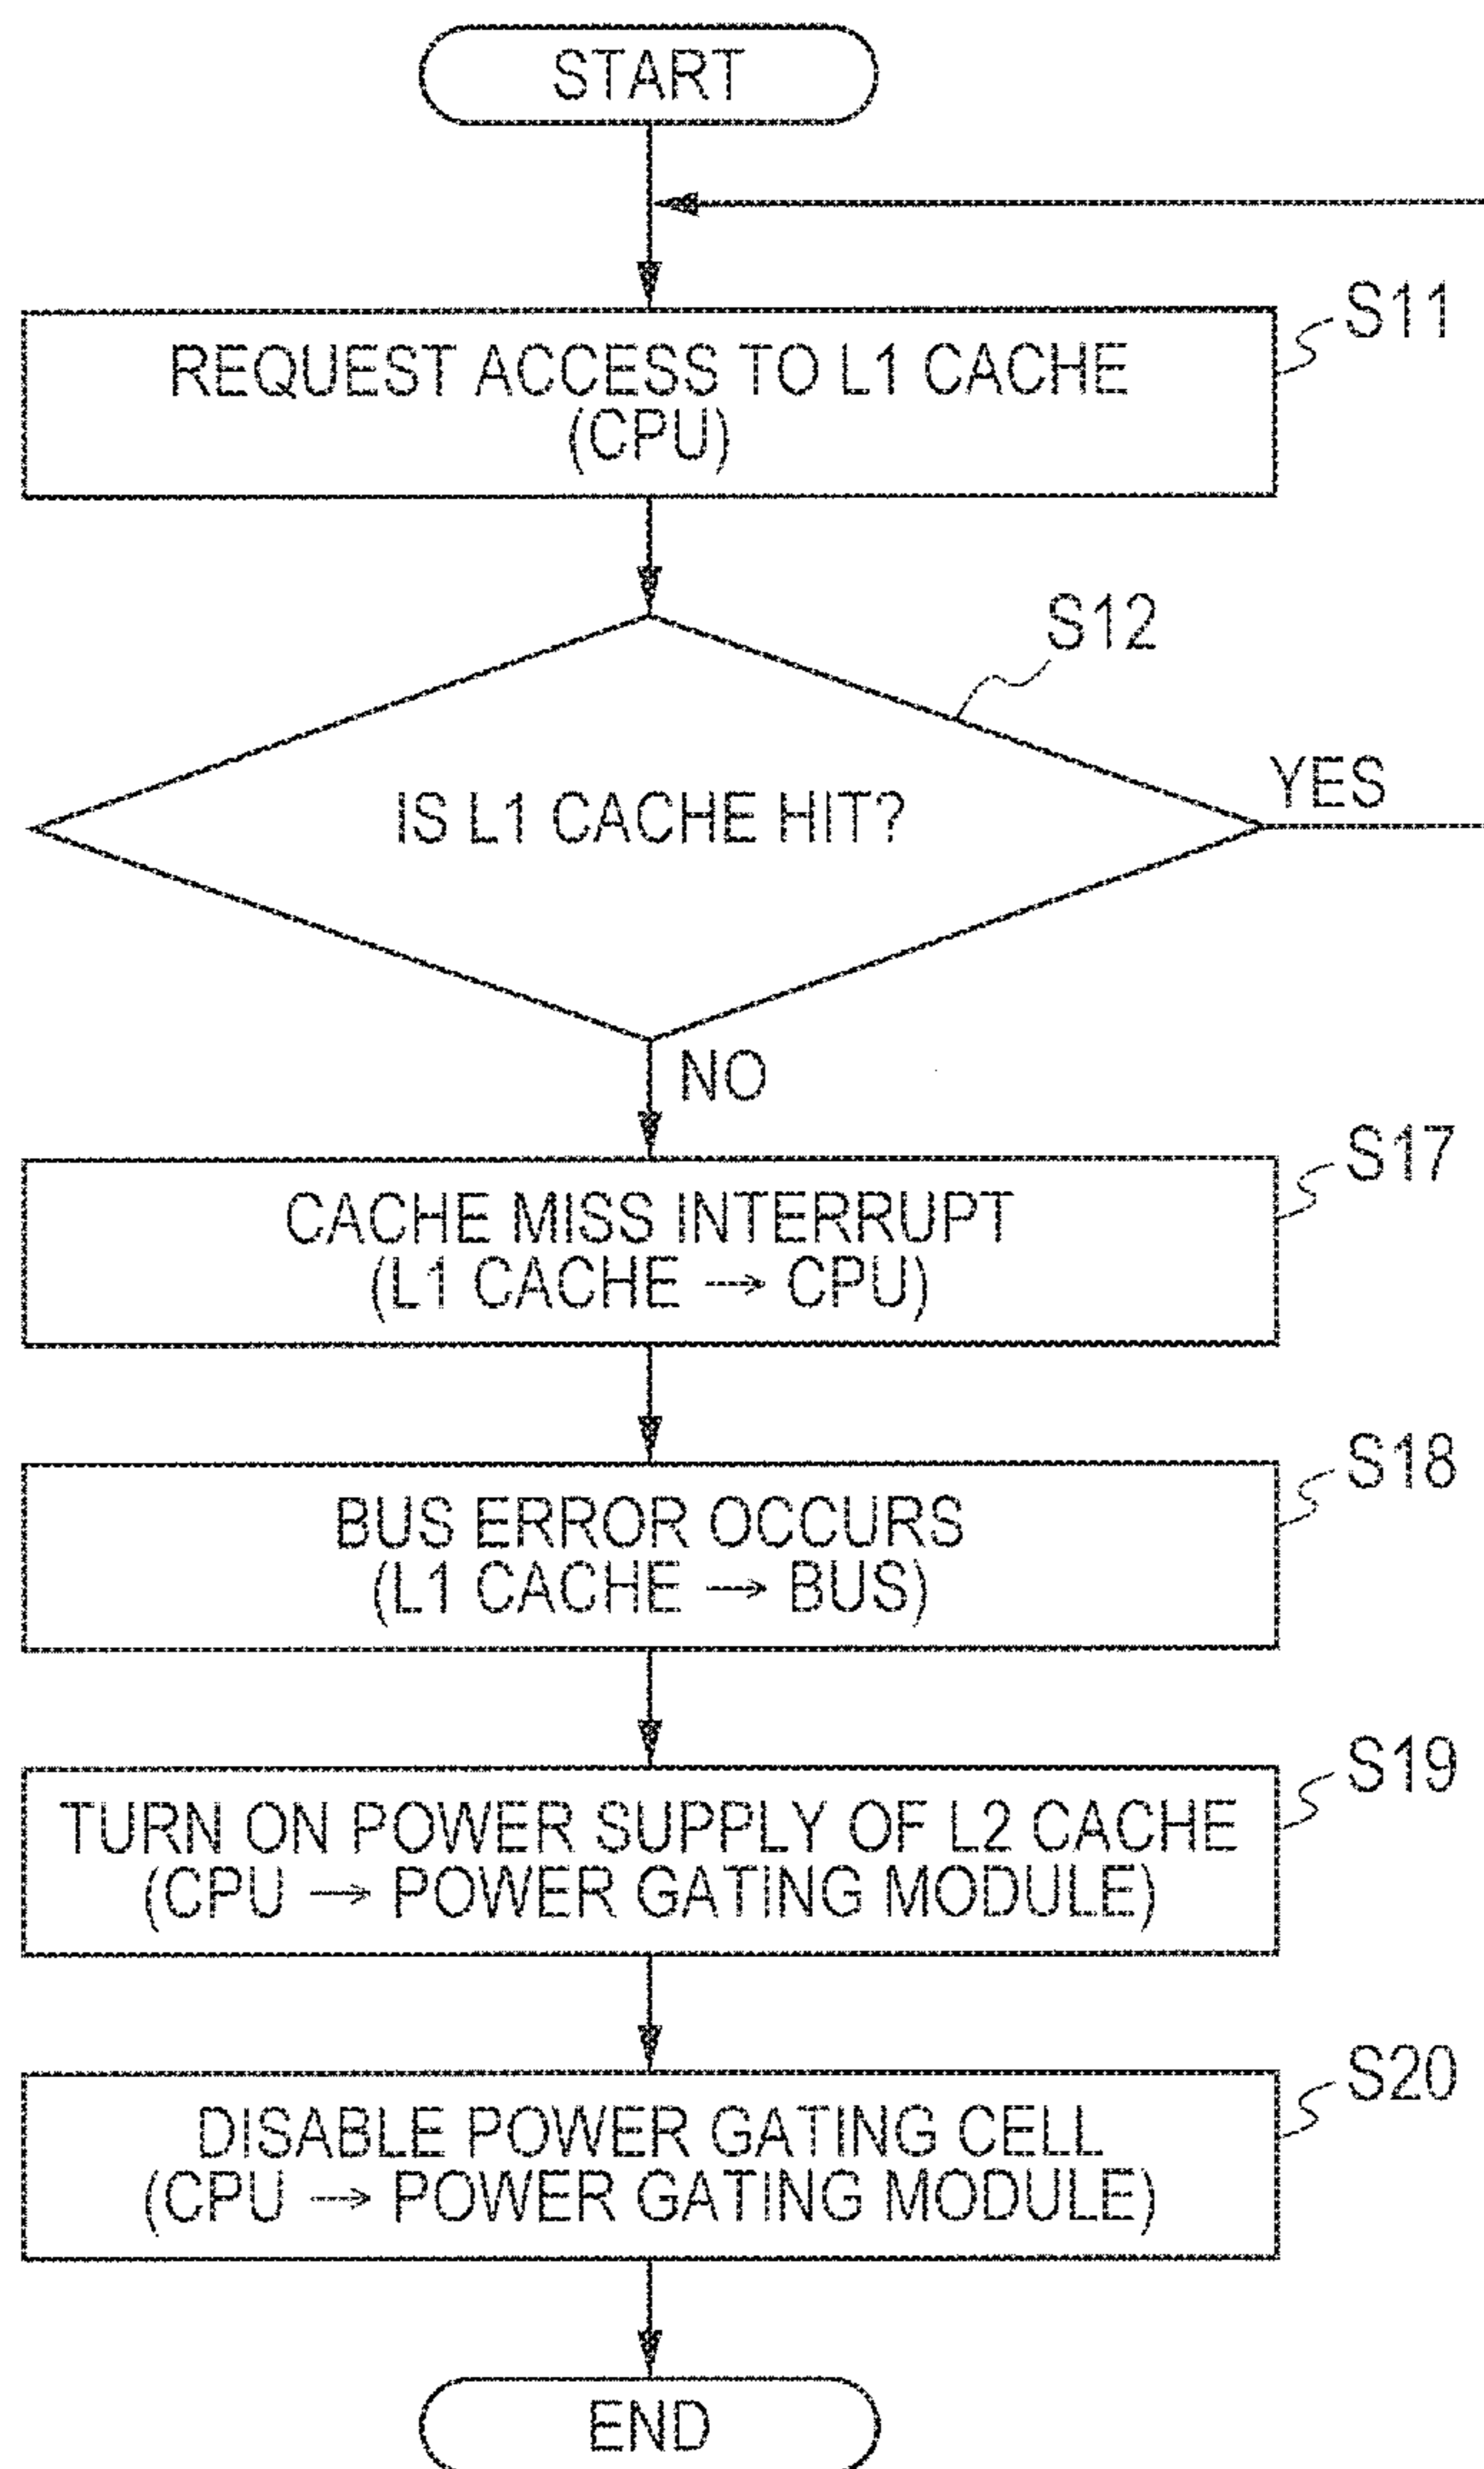 START
S11
REQUEST ACCESS TO L1 CACHE
(CPU)
S12
IS L1 CACHE HIT?
YES
NO
S17
CACHE MISS INTERRUPT
(L1 CACHE → CPU)
S18
BUS ERROR OCCURS
(L1 CACHE → BUS)
S19
TURN ON POWER SUPPLY OF L2 CACHE
(CPU → POWER GATING MODULE)
S20
DISABLE POWER GATING CELL
(CPU → POWER GATING MODULE)
END